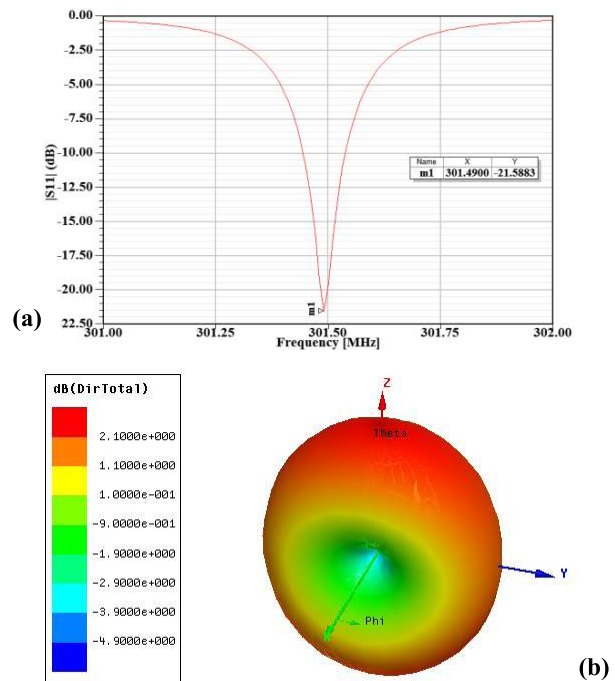 0.00
-2.50
-5.00
-7.50
-10.00
-12.50
-15.00
-17.50
-20.00
22.50
|S11| (dB)
Name X Y
m1 301.4900 -21.5883
m1
301.00 301.25 301.50 301.75 302.00
Frequency [MHz]
(a)
dB(DirTotal)
2.1000e+000
1.1000e+000
1.0000e-001
-9.0000e-001
-1.9000e+000
-2.9000e+000
-3.9000e+000
-4.9000e+000
Z
Theta
Y
Phi
(b)